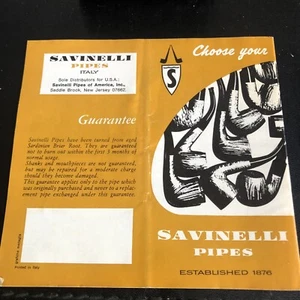 SAVINELLI
PIPES
ITALY
Sole Distributors for U.S.A.:
Savinelli Pipes of America, Inc.,
Saddle Brook, New Jersey 07662
Guarantee
Savinelli Pipes have been turned from aged
Sardinian Briar Root. They are guaranteed
not to burn out within the first 3 months of
normal usage.
Shanks and mouthpieces are not guaranteed,
but may be repaired for a moderate charge
should they become damaged.
This guarantee applies only to the pipe which
was originally purchased and never to a replace-
ment pipe exchanged under this guarantee.
Printed in Italy
Choose your
S
SAVINELLI
PIPES
ESTABLISHED 1876